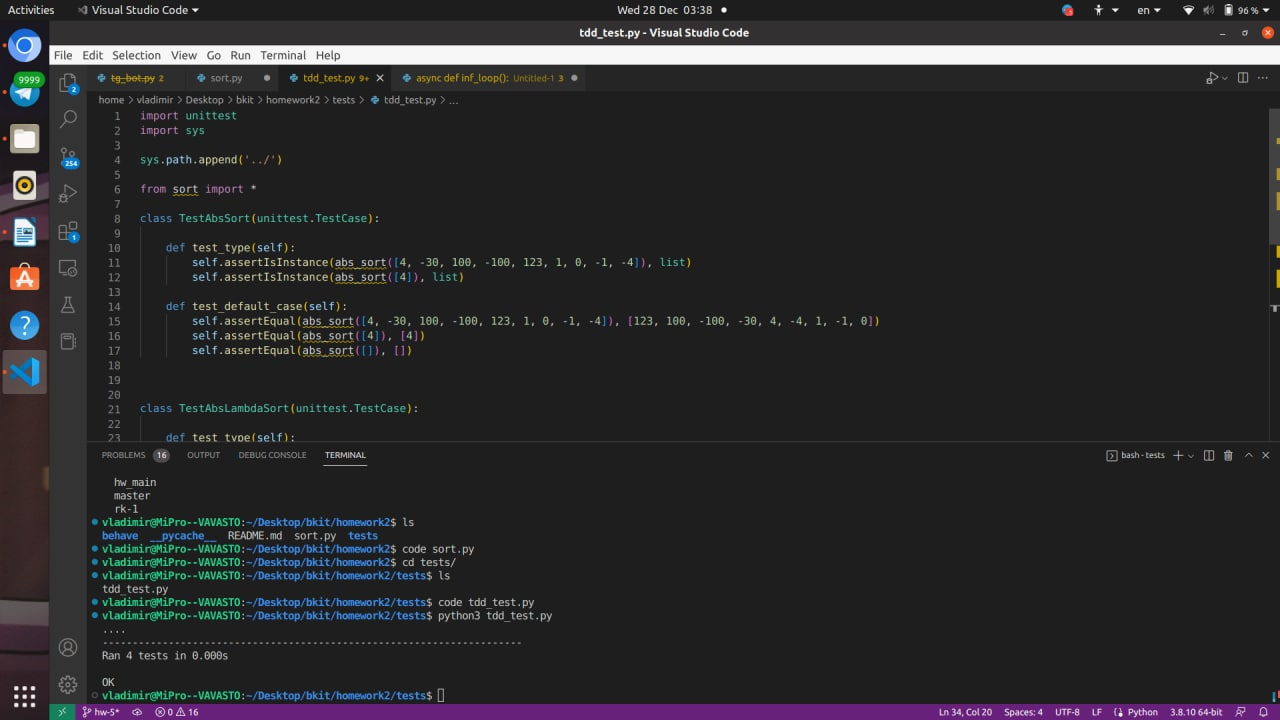 Activities Visual Studio Code Wed 28 Dec 03:38 en 96 %
tdd_test.py - Visual Studio Code
File Edit Selection View Go Run Terminal Help
tg_bot.py 2 sort.py tdd_test.py 9+ async def inf_loop(): Untitled-1 3
home > vladimir > Desktop > bkit > homework2 > tests > tdd_test.py > ...
1 import unittest
2 import sys
3
4 sys.path.append('../')
5
6 from sort import *
7
8 class TestAbsSort(unittest.TestCase):
9
10 def test_type(self):
11 self.assertIsInstance(abs_sort([4, -30, 100, -100, 123, 1, 0, -1, -4]), list)
12 self.assertIsInstance(abs_sort([4]), list)
13
14 def test_default_case(self):
15 self.assertEqual(abs_sort([4, -30, 100, -100, 123, 1, 0, -1, -4]), [123, 100, -100, -30, 4, -4, 1, -1, 0])
16 self.assertEqual(abs_sort([4]), [4])
17 self.assertEqual(abs_sort([]), [])
18
19
20
21 class TestAbsLambdaSort(unittest.TestCase):
22
23 def test_type(self):
9999
2
254
1
PROBLEMS 16 OUTPUT DEBUG CONSOLE TERMINAL bash - tests
hw_main
master
rk-1
vladimir@MiPro--VAVASTO:~/Desktop/bkit/homework2$ ls
behave __pycache__ README.md sort.py tests
vladimir@MiPro--VAVASTO:~/Desktop/bkit/homework2$ code sort.py
vladimir@MiPro--VAVASTO:~/Desktop/bkit/homework2$ cd tests/
vladimir@MiPro--VAVASTO:~/Desktop/bkit/homework2/tests$ ls
tdd_test.py
vladimir@MiPro--VAVASTO:~/Desktop/bkit/homework2/tests$ code tdd_test.py
vladimir@MiPro--VAVASTO:~/Desktop/bkit/homework2/tests$ python3 tdd_test.py
....
----------------------------------------------------------------------
Ran 4 tests in 0.000s
OK
vladimir@MiPro--VAVASTO:~/Desktop/bkit/homework2/tests$
hw-5* 0 16 Ln 34, Col 20 Spaces: 4 UTF-8 LF Python 3.8.10 64-bit